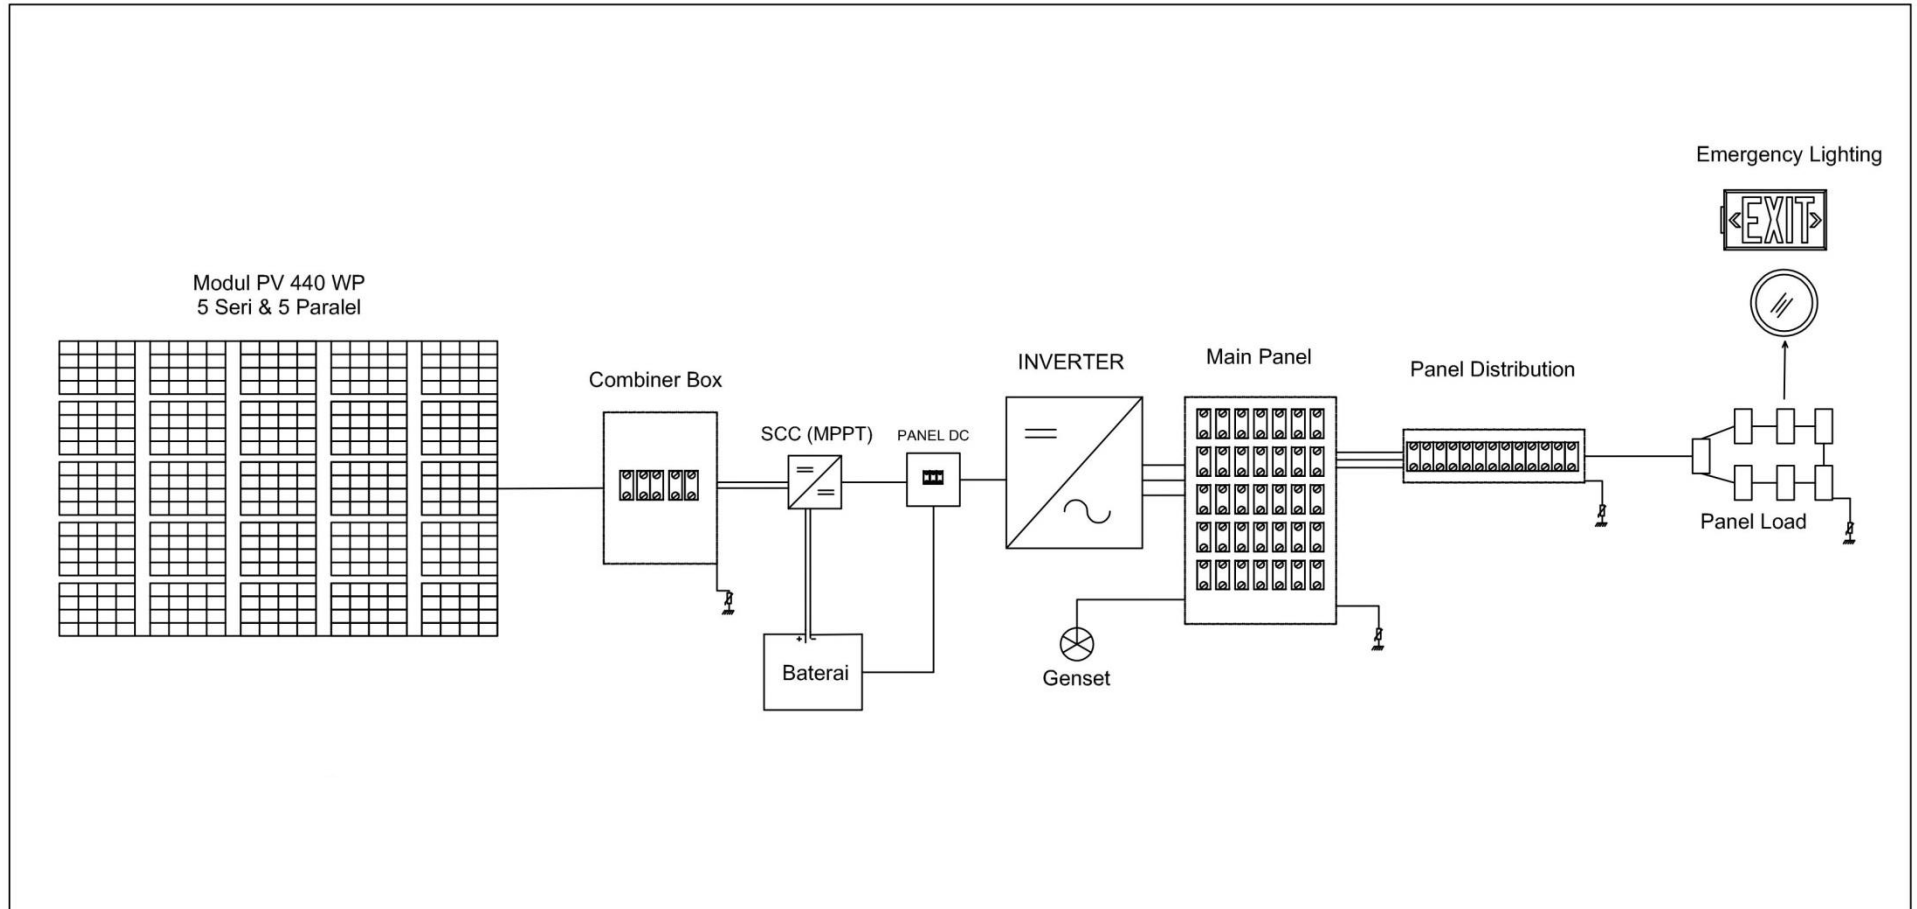 Emergency Lighting
EXIT
Modul PV 440 WP
5 Seri & 5 Paralel
Combiner Box
SCC (MPPT)
PANEL DC
INVERTER
Main Panel
Panel Distribution
Panel Load
+ -
Baterai
Genset